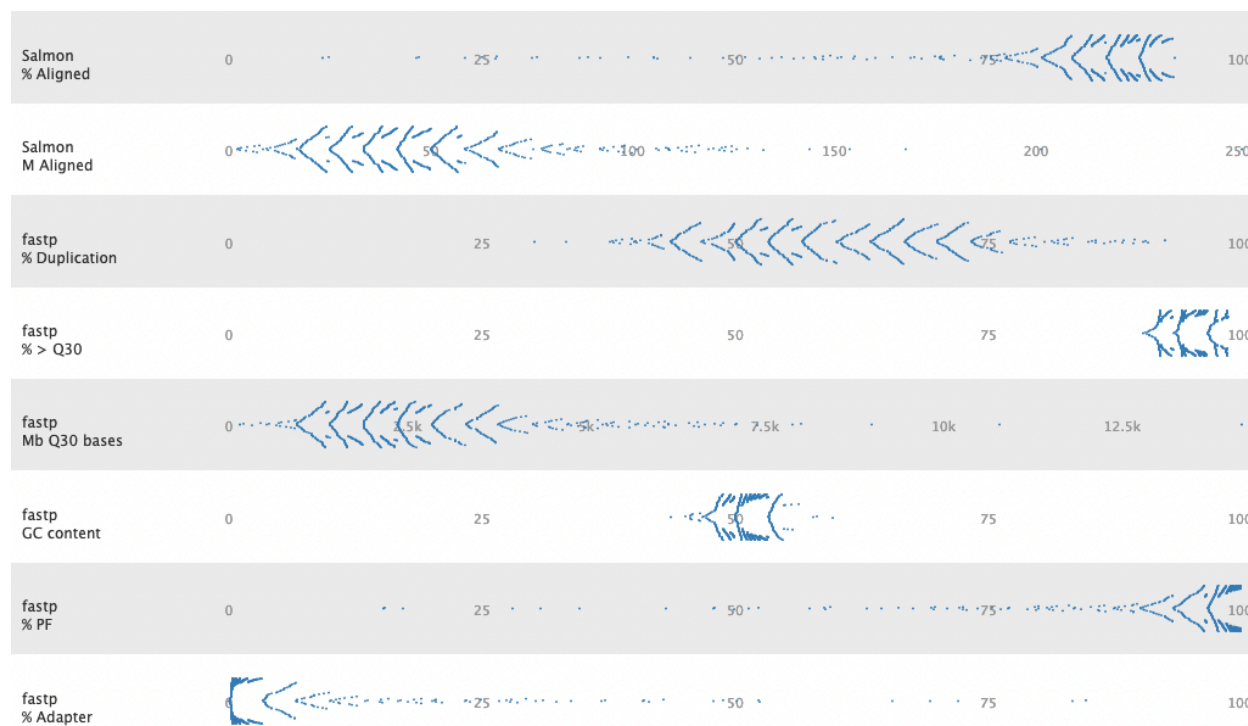 Salmon
% Aligned
0 25 50 75 100
Salmon
M Aligned
0 50 100 150 200 250
fastp
% Duplication
0 25 50 75 100
fastp
% > Q30
0 25 50 75 100
fastp
Mb Q30 bases
0 2.5k 5k 7.5k 10k 12.5k
fastp
GC content
0 25 50 75 100
fastp
% PF
0 25 50 75 100
fastp
% Adapter
0 25 50 75 100